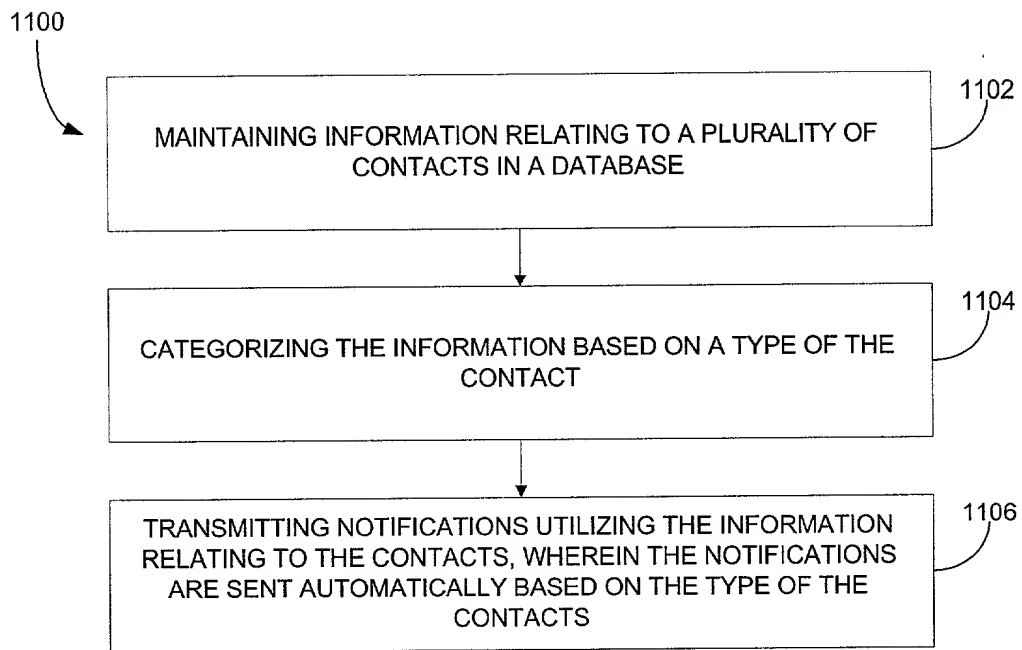 1100
1102
MAINTAINING INFORMATION RELATING TO A PLURALITY OF
CONTACTS IN A DATABASE
1104
CATEGORIZING THE INFORMATION BASED ON A TYPE OF THE
CONTACT
1106
TRANSMITTING NOTIFICATIONS UTILIZING THE INFORMATION
RELATING TO THE CONTACTS, WHEREIN THE NOTIFICATIONS
ARE SENT AUTOMATICALLY BASED ON THE TYPE OF THE
CONTACTS